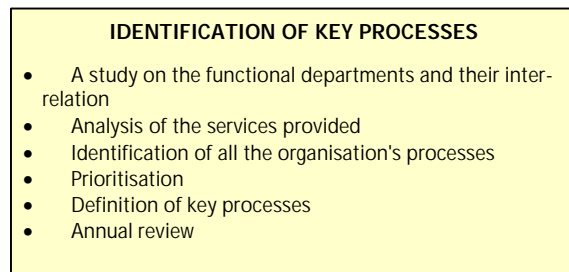 IDENTIFICATION OF KEY PROCESSES
• A study on the functional departments and their inter-
relation
• Analysis of the services provided
• Identification of all the organisation's processes
• Prioritisation
• Definition of key processes
• Annual review